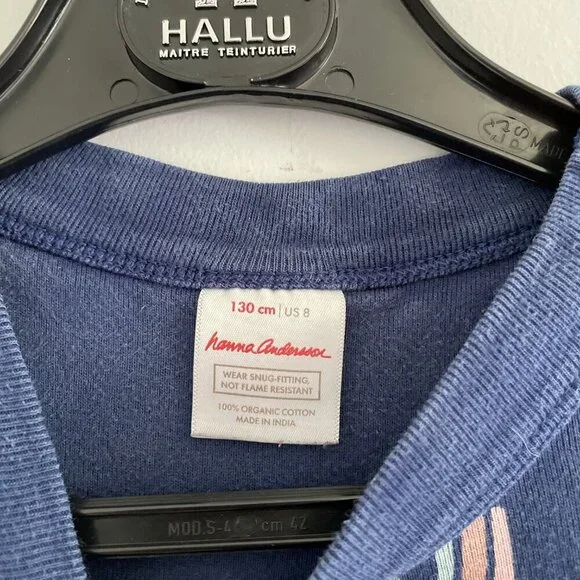 HALLU
MAITRE TEINTURIER
PS
130 cm | US 8
hanna andersson
WEAR SNUG-FITTING,
NOT FLAME RESISTANT
100% ORGANIC COTTON
MADE IN INDIA
MOD.S-4
cm 42